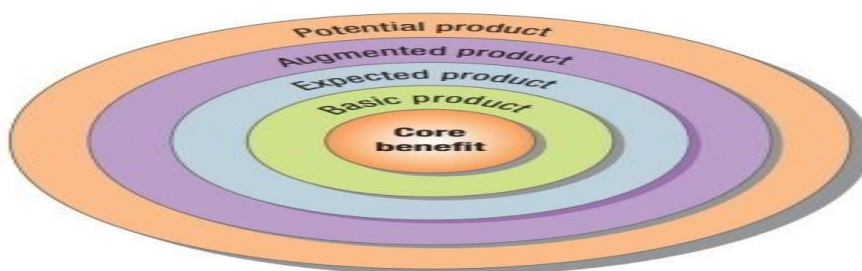 Potential product
Augmented product
Expected product
Basic product
Core
benefit